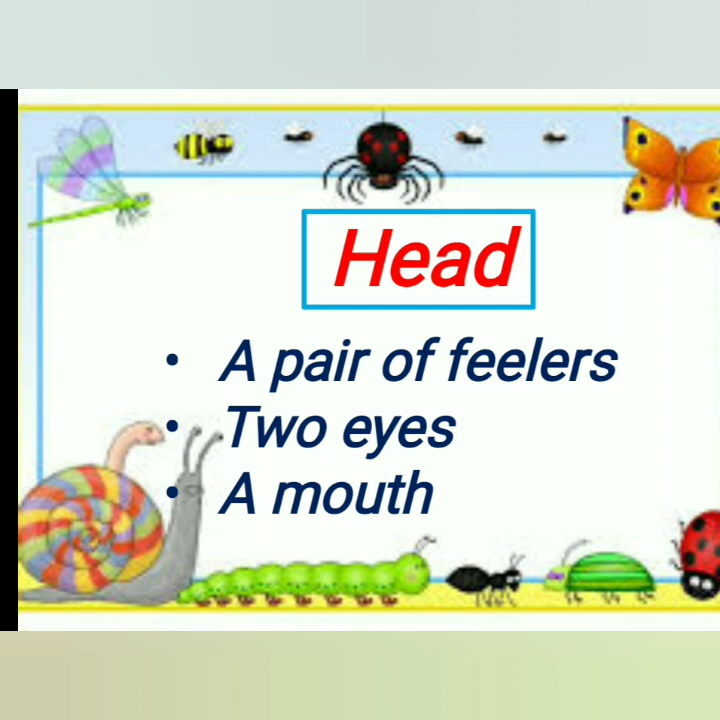 Head
• A pair of feelers
• Two eyes
• A mouth